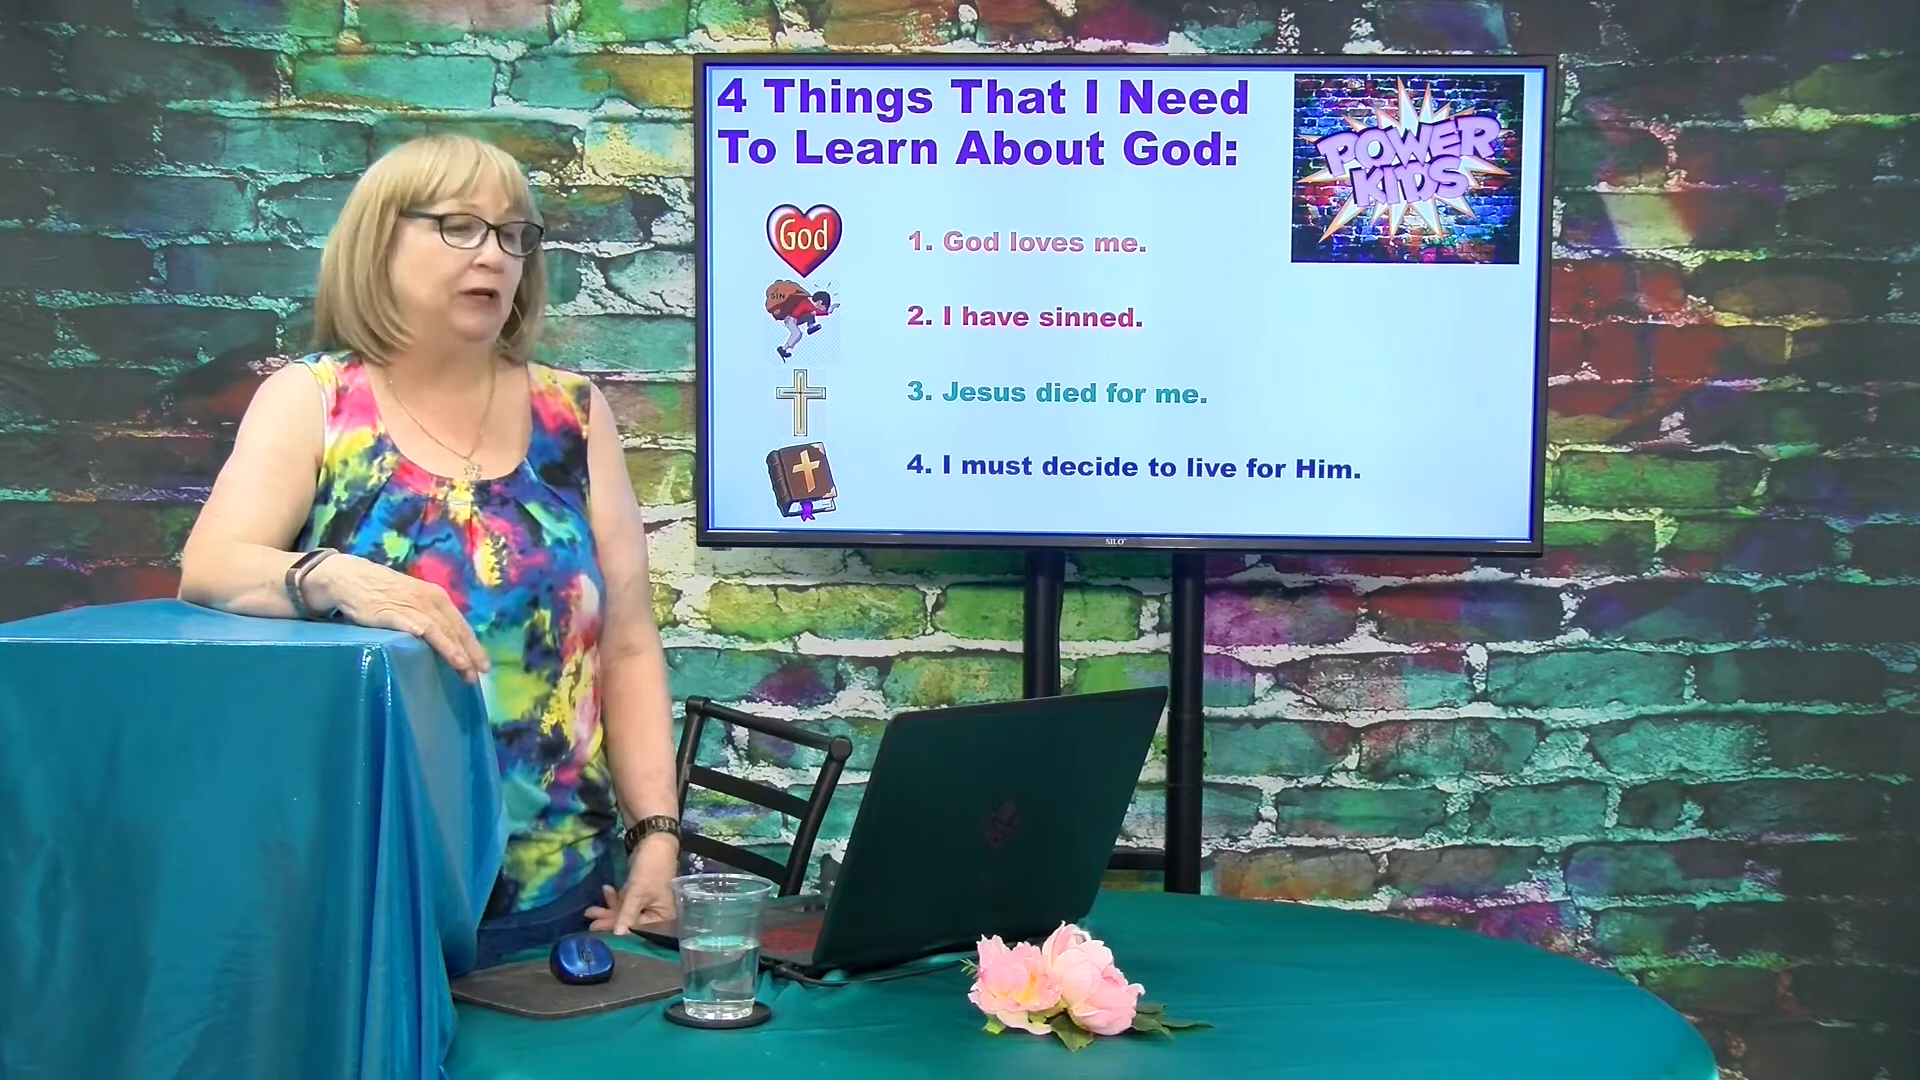 4 Things That I Need
To Learn About God:
POWER
KIDS
God
1. God loves me.
SIN
2. I have sinned.
3. Jesus died for me.
4. I must decide to live for Him.
SILO